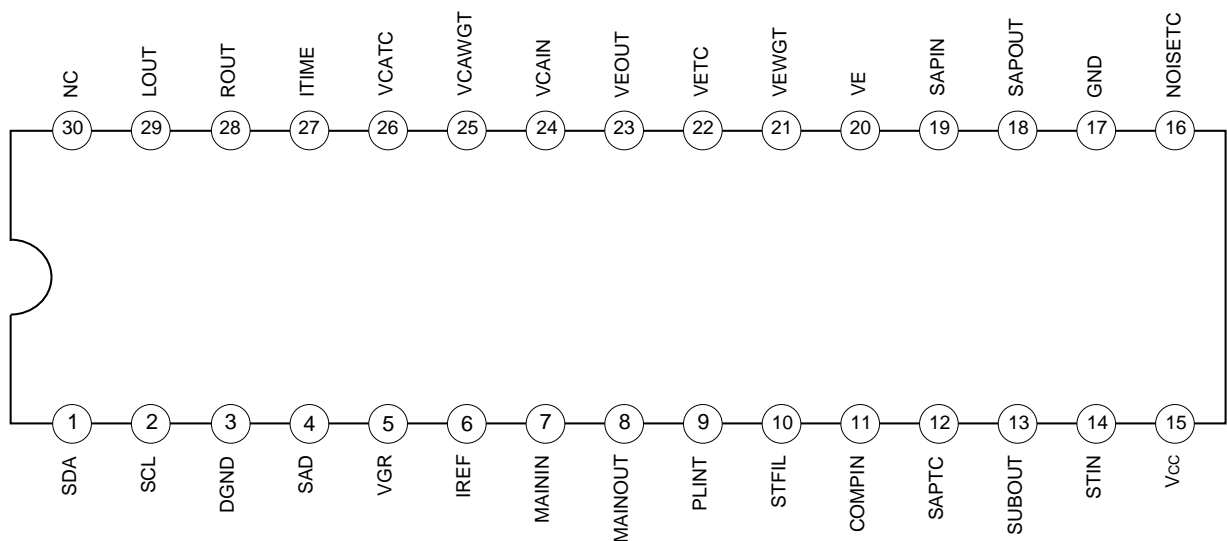 NC LOUT ROUT ITIME VCATC VCAWGT VCAIN VEOUT VETC VEWGT VE SAPIN SAPOUT GND NOISETC
30 29 28 27 26 25 24 23 22 21 20 19 18 17 16
1 2 3 4 5 6 7 8 9 10 11 12 13 14 15
SDA SCL DGND SAD VGR IREF MAININ MAINOUT PLINT STFIL COMPIN SAPTC SUBOUT STIN Vcc